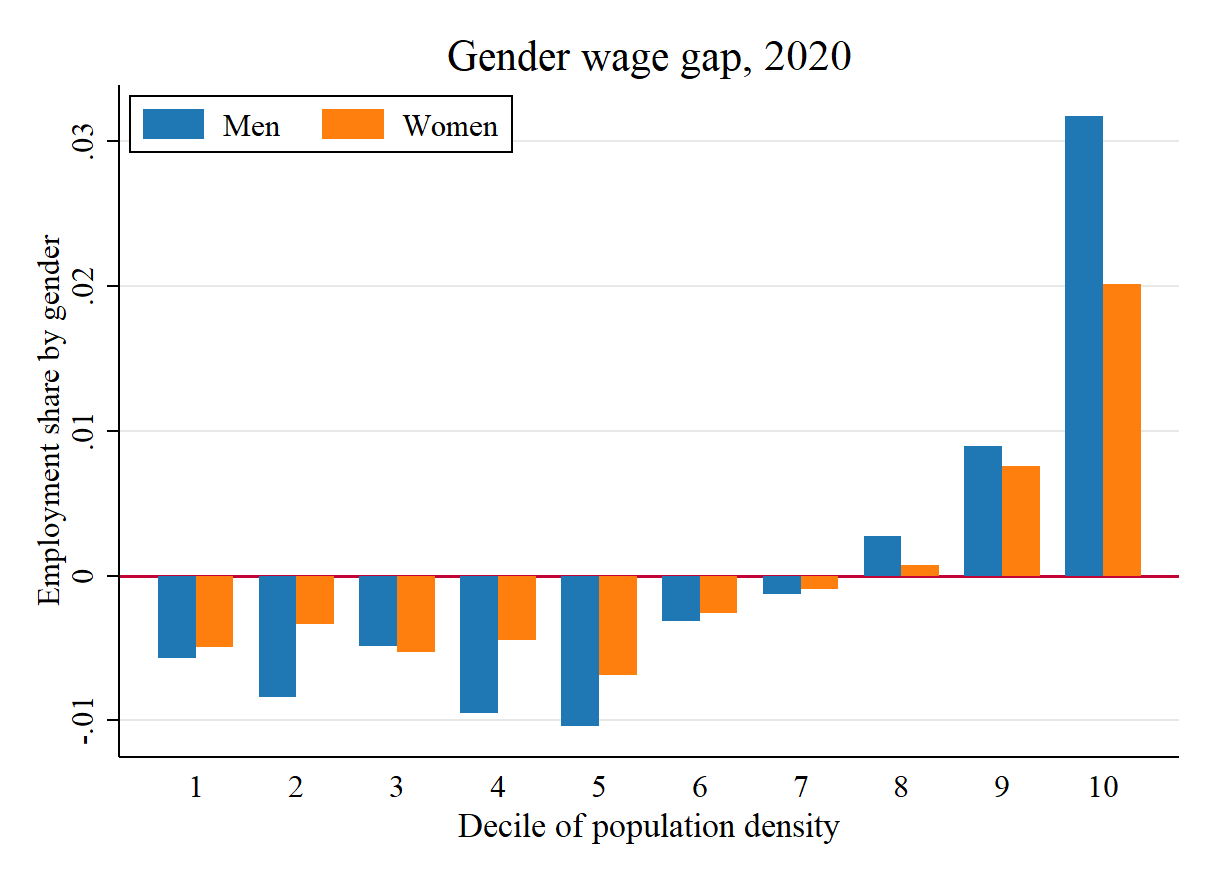 Gender wage gap, 2020
Men
Women
Employment share by gender
.03
.02
.01
0
-.01
1 2 3 4 5 6 7 8 9 10
Decile of population density